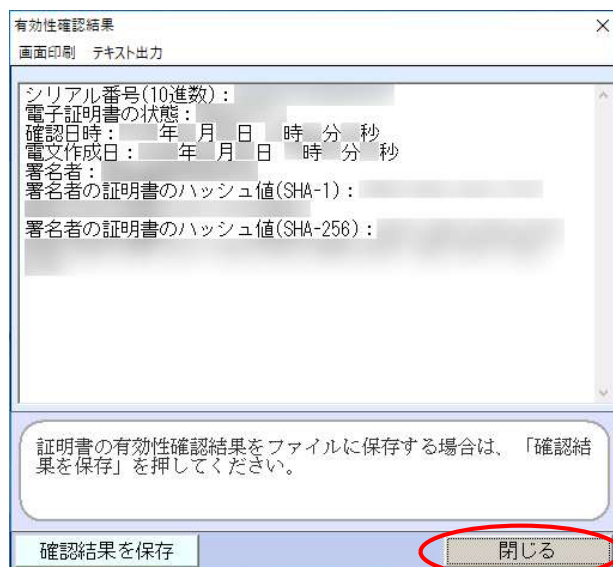 有効性確認結果
画面印刷 テキスト出力
シリアル番号(10進数)：
電子証明書の状態：
確認日時： 年 月 日 時 分 秒
電文作成日： 年 月 日 時 分 秒
署名者：
署名者の証明書のハッシュ値(SHA-1)：
署名者の証明書のハッシュ値(SHA-256)：
証明書の有効性確認結果をファイルに保存する場合は、「確認結
果を保存」を押してください。
確認結果を保存 閉じる